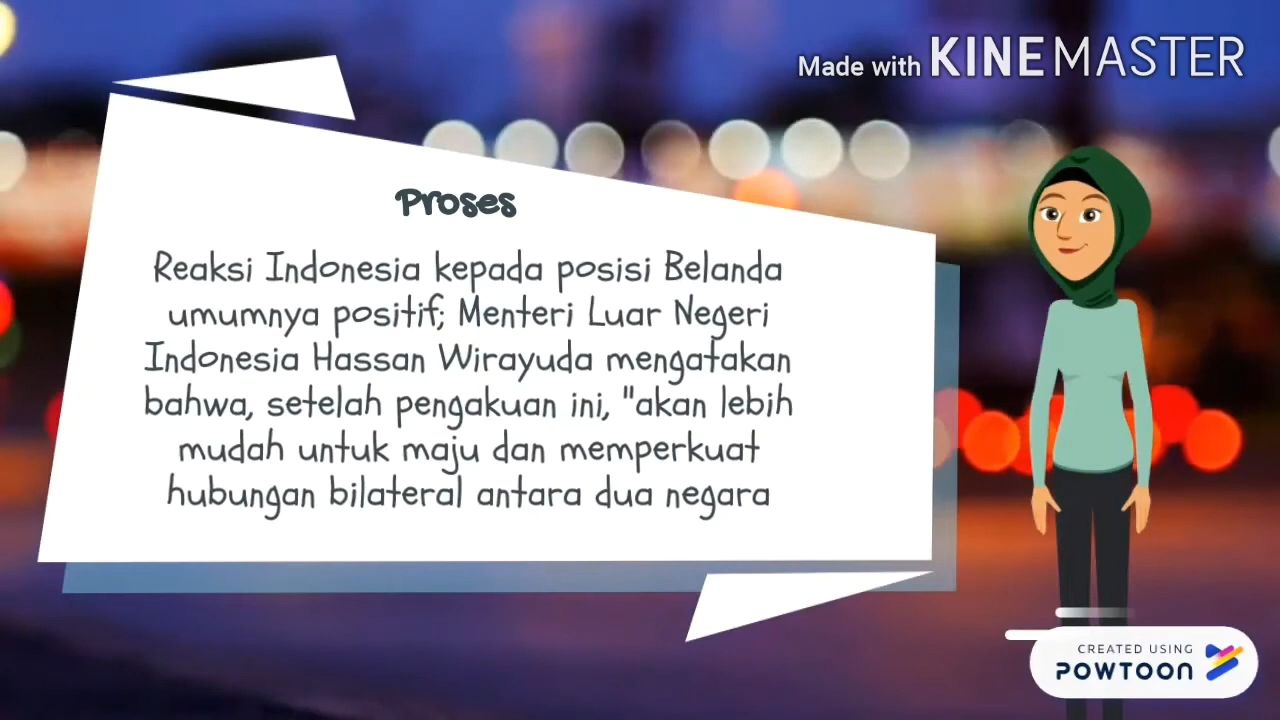 Made with KINEMASTER
Proses
Reaksi Indonesia kepada posisi Belanda
umumnya positif; Menteri Luar Negeri
Indonesia Hassan Wirayuda mengatakan
bahwa, setelah pengakuan ini, "akan lebih
mudah untuk maju dan memperkuat
hubungan bilateral antara dua negara
CREATED USING
POWTOON